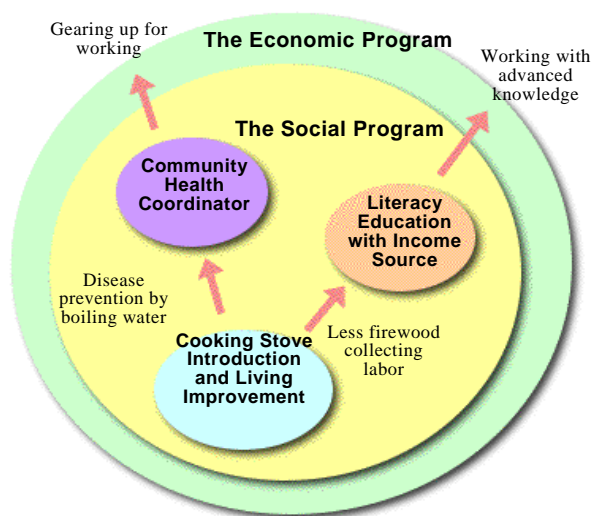 Gearing up for
working
The Economic Program
Working with
advanced
knowledge
The Social Program
Community
Health
Coordinator
Literacy
Education
with Income
Source
Disease
prevention by
boiling water
Less firewood
collecting
labor
Cooking Stove
Introduction
and Living
Improvement